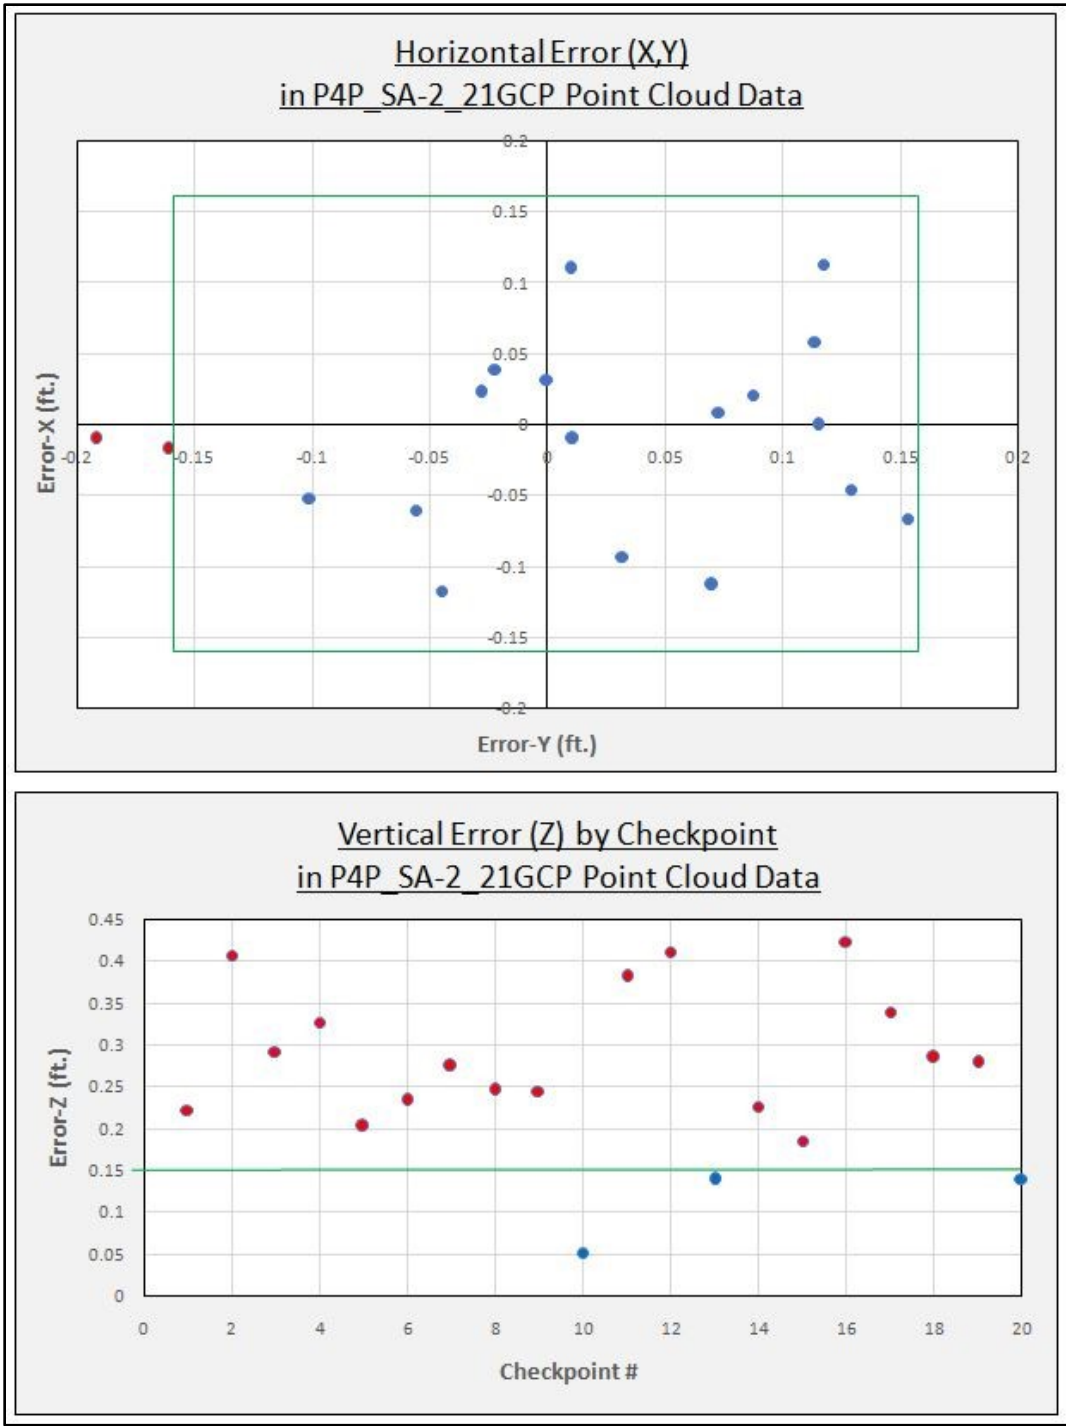 Horizontal Error (X,Y)
in P4P_SA-2_21GCP Point Cloud Data
0.2
0.15
0.1
0.05
0
-0.05
-0.1
-0.15
-0.2
-0.2 -0.15 -0.1 -0.05 0 0.05 0.1 0.15 0.2
Error-X (ft.)
Error-Y (ft.)
Vertical Error (Z) by Checkpoint
in P4P_SA-2_21GCP Point Cloud Data
0.45
0.4
0.35
0.3
0.25
0.2
0.15
0.1
0.05
0
Error-Z (ft.)
0 2 4 6 8 10 12 14 16 18 20
Checkpoint #